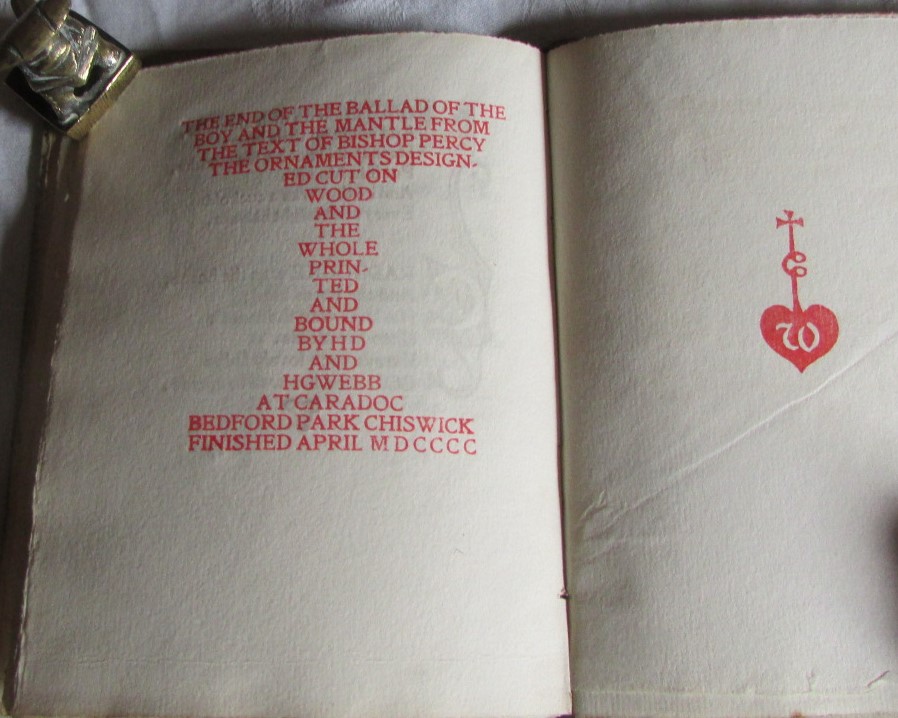 THE END OF THE BALLAD OF THE
BOY AND THE MANTLE FROM
THE TEXT OF BISHOP PERCY
THE ORNAMENTS DESIGN-
ED CUT ON
WOOD
AND
THE
WHOLE
PRIN-
TED
AND
BOUND
BY H D
AND
H G WEBB
AT CARADOC
BEDFORD PARK CHISWICK
FINISHED APRIL M D C C C C
C
W